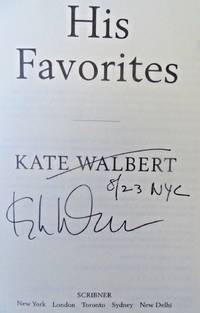 His
Favorites
KATE WALBERT
8/23 NYC
SCRIBNER
New York London Toronto Sydney New Delhi